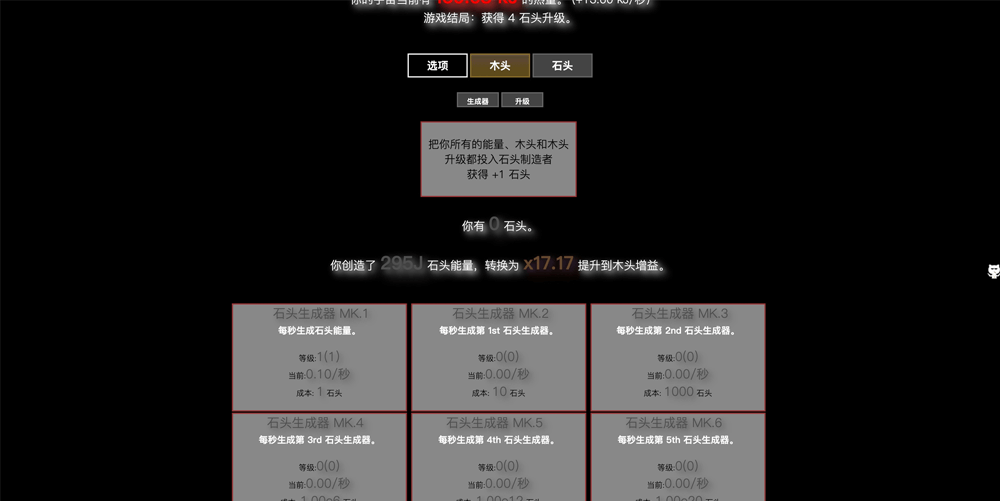 游戏结局：获得 4 石头升级。
选项 木头 石头
生成器 升级
把你所有的能量、木头和木头
升级都投入石头制造者
获得 +1 石头
你有 0 石头。
你创造了 295J 石头能量，转换为 x17.17 提升到木头增益。
石头生成器 MK.1
每秒生成石头能量。
等级:1(1)
当前:0.10/秒
成本: 1 石头
石头生成器 MK.2
每秒生成第 1st 石头生成器。
等级:0(0)
当前:0.00/秒
成本: 10 石头
石头生成器 MK.3
每秒生成第 2nd 石头生成器。
等级:0(0)
当前:0.00/秒
成本: 1000 石头
石头生成器 MK.4
每秒生成第 3rd 石头生成器。
等级:0(0)
当前:0.00/秒
石头生成器 MK.5
每秒生成第 4th 石头生成器。
等级:0(0)
当前:0.00/秒
石头生成器 MK.6
每秒生成第 5th 石头生成器。
等级:0(0)
当前:0.00/秒